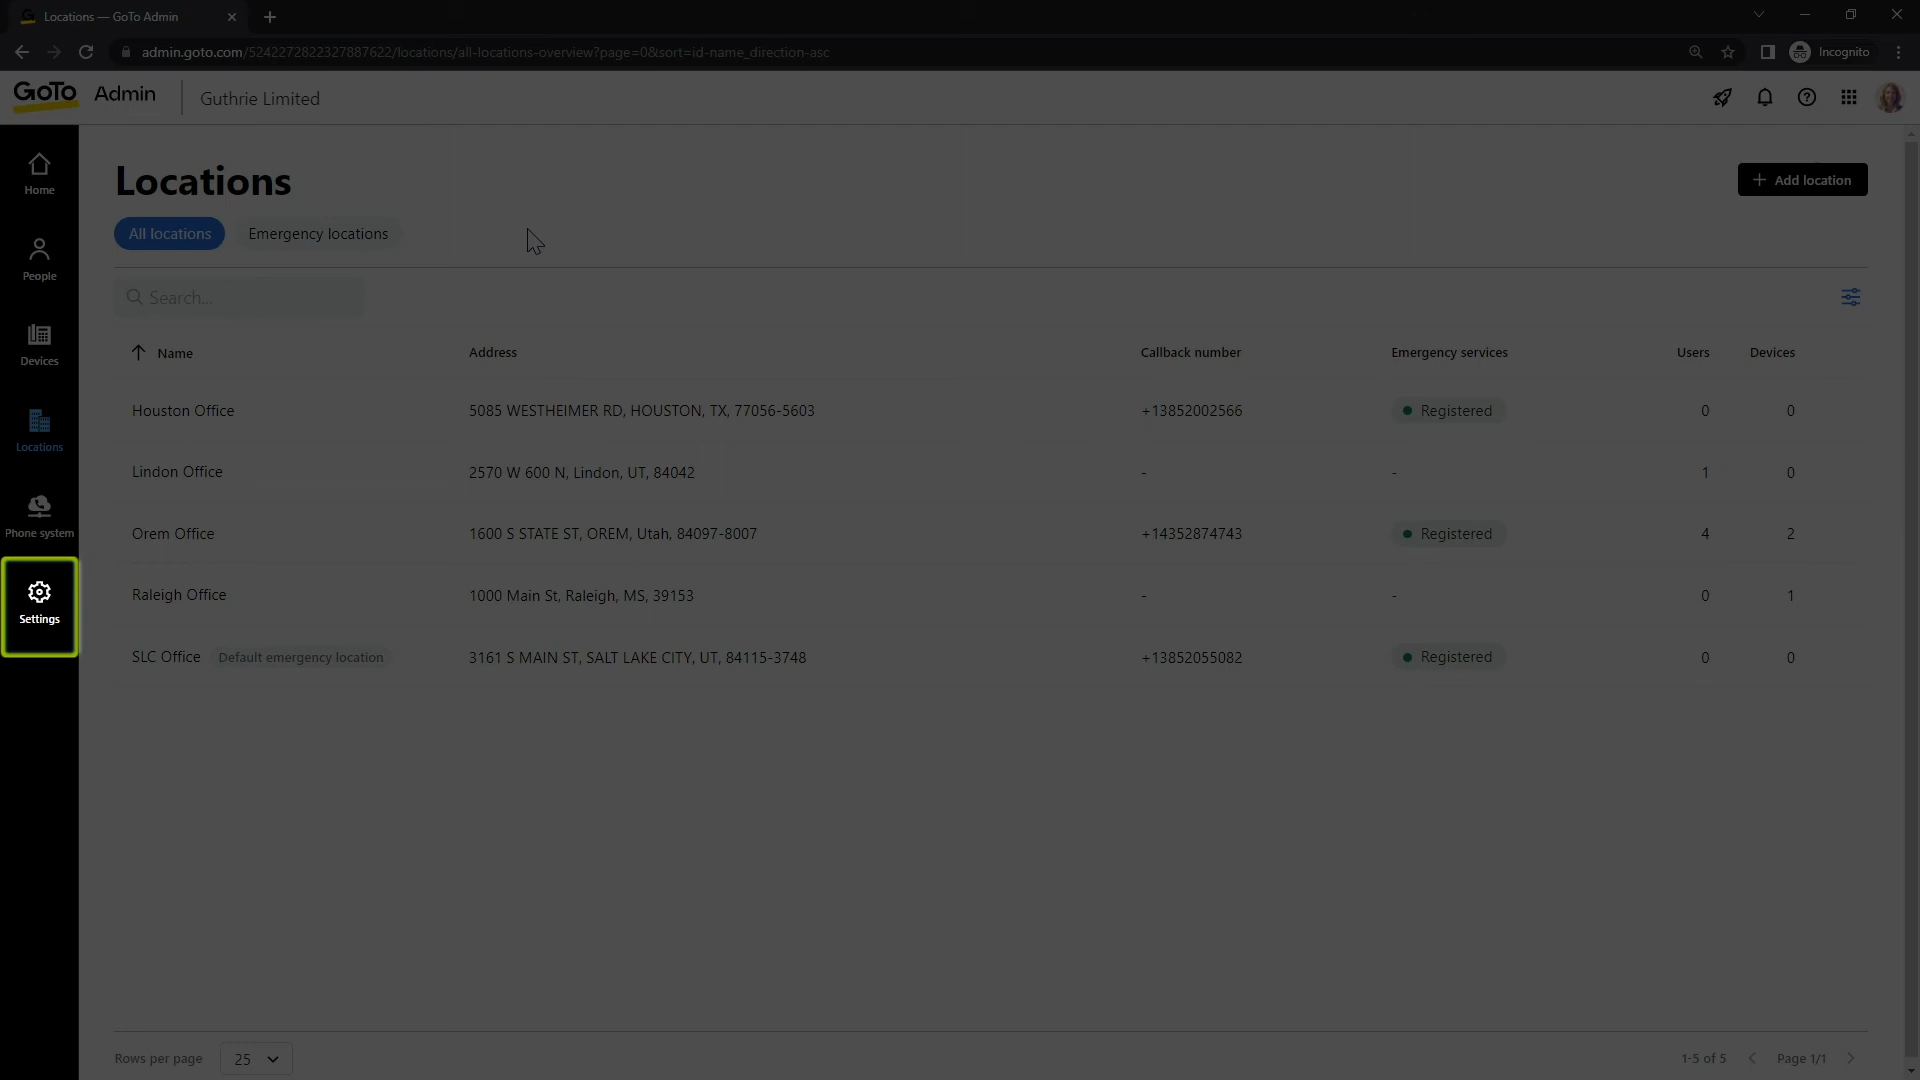 Locations — GoTo Admin
admin.goto.com/5242272822327887622/locations/all-locations-overview?page=0&sort=id-name_direction-asc
Incognito
GoTo Admin Guthrie Limited
Home
People
Devices
Locations
Phone system
Settings
Locations
+ Add location
All locations Emergency locations
Search...
Name Address Callback number Emergency services Users Devices
Houston Office 5085 WESTHEIMER RD, HOUSTON, TX, 77056-5603 +13852002566 Registered 0 0
Lindon Office 2570 W 600 N, Lindon, UT, 84042 - - 1 0
Orem Office 1600 S STATE ST, OREM, Utah, 84097-8007 +14352874743 Registered 4 2
Raleigh Office 1000 Main St, Raleigh, MS, 39153 - - 0 1
SLC Office Default emergency location 3161 S MAIN ST, SALT LAKE CITY, UT, 84115-3748 +13852055082 Registered 0 0
Rows per page 25 1-5 of 5 Page 1/1